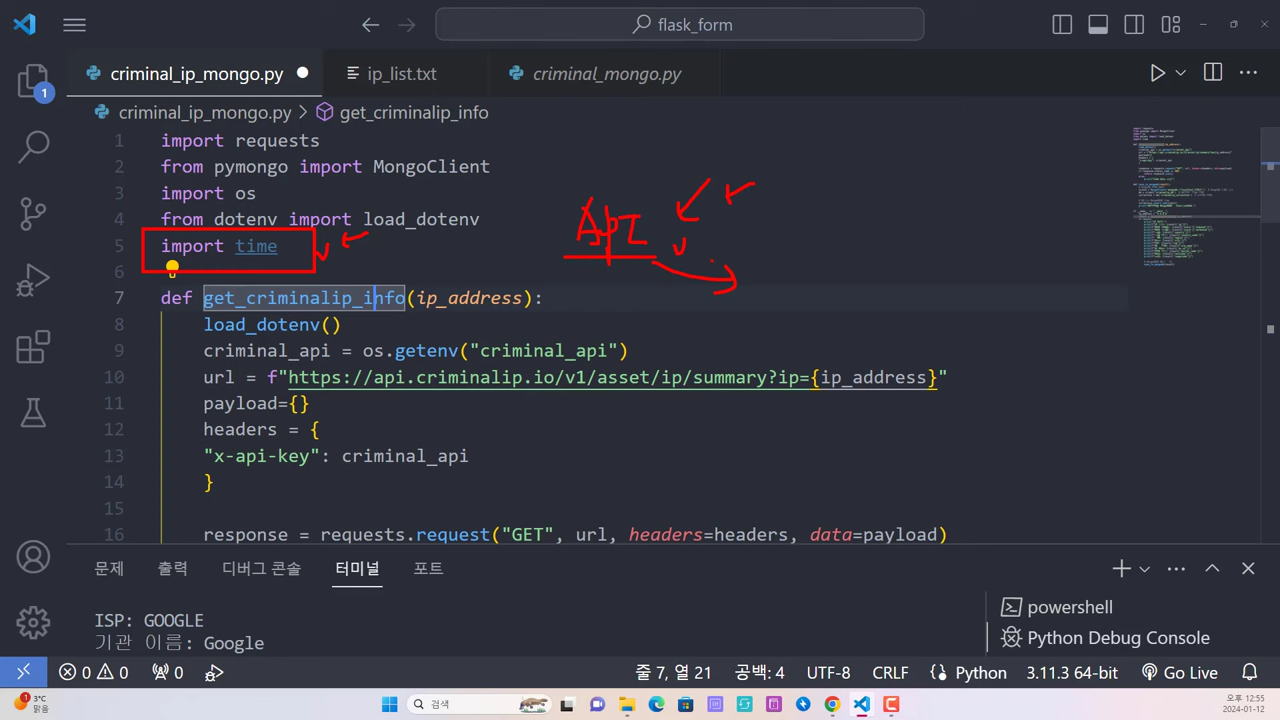 flask_form
criminal_ip_mongo.py
ip_list.txt
criminal_mongo.py
1
criminal_ip_mongo.py > get_criminalip_info
1 import requests
2 from pymongo import MongoClient
3 import os
4 from dotenv import load_dotenv
5 import time
6
API
7 def get_criminalip_info(ip_address):
8 load_dotenv()
9 criminal_api = os.getenv("criminal_api")
10 url = f"https://api.criminalip.io/v1/asset/ip/summary?ip={ip_address}"
11 payload={}
12 headers = {
13 "x-api-key": criminal_api
14 }
15
16 response = requests.request("GET", url, headers=headers, data=payload)
문제 출력 디버그 콘솔 터미널 포트
ISP: GOOGLE
기관 이름: Google
powershell
Python Debug Console
0 0 0 줄 7, 열 21 공백: 4 UTF-8 CRLF Python 3.11.3 64-bit Go Live
3°C
맑음
검색
오후 12:55
2024-01-12